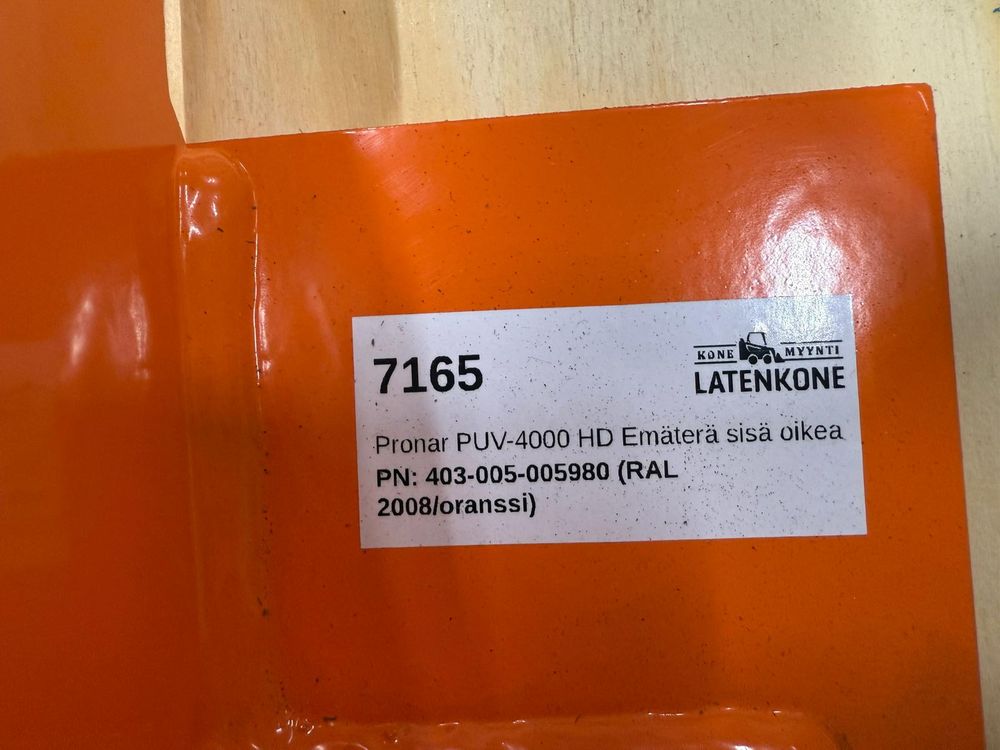 7165
KONE MYYNTI
LATENKONE
Pronar PUV-4000 HD Emäterä sisä oikea
PN: 403-005-005980 (RAL
2008/oranssi)